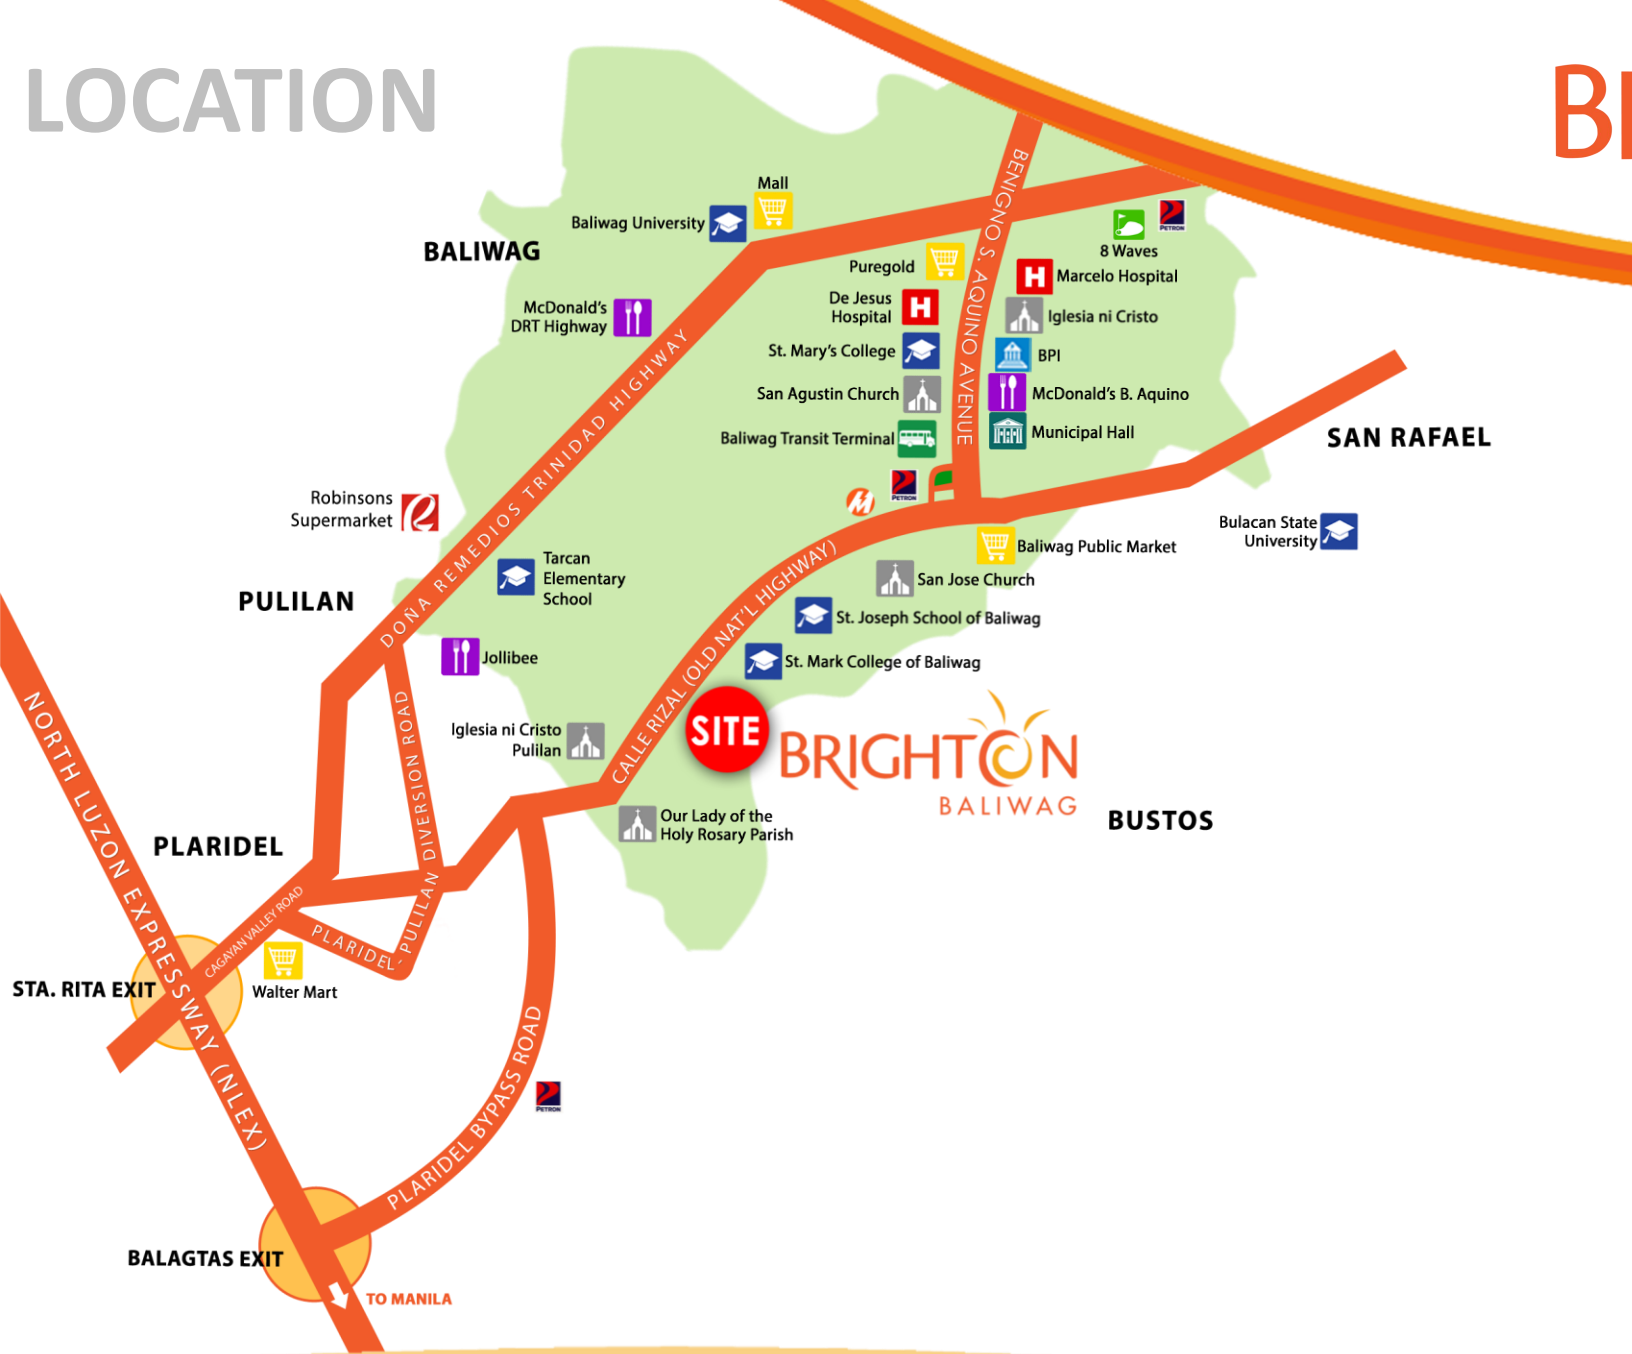 LOCATION
BR
Mall
Baliwag University
BALIWAG
McDonald's
DRT Highway
BENIGNO S. AQUINO AVENUE
PETRON
8 Waves
Puregold
Marcelo Hospital
De Jesus
Hospital
Iglesia ni Cristo
St. Mary's College
BPI
San Agustin Church
McDonald's B. Aquino
Baliwag Transit Terminal
Municipal Hall
SAN RAFAEL
PETRON
Robinsons
Supermarket
DOÑA REMEDIOS TRINIDAD HIGHWAY
Bulacan State
University
Baliwag Public Market
Tarcan
Elementary
School
San Jose Church
PULILAN
St. Joseph School of Baliwag
Jollibee
St. Mark College of Baliwag
CALLE RIZAL (OLD NAT'L HIGHWAY)
SITE
BRIGHTON
BALIWAG
Iglesia ni Cristo
Pulilan
BUSTOS
Our Lady of the
Holy Rosary Parish
PLARIDEL
NORTH LUZON EXPRESSWAY (NLEX)
CAGAYAN VALLEY ROAD
PLARIDEL, PULILAN DIVERSION ROAD
STA. RITA EXIT
Walter Mart
PLARIDEL BYPASS ROAD
PETRON
BALAGTAS EXIT
TO MANILA